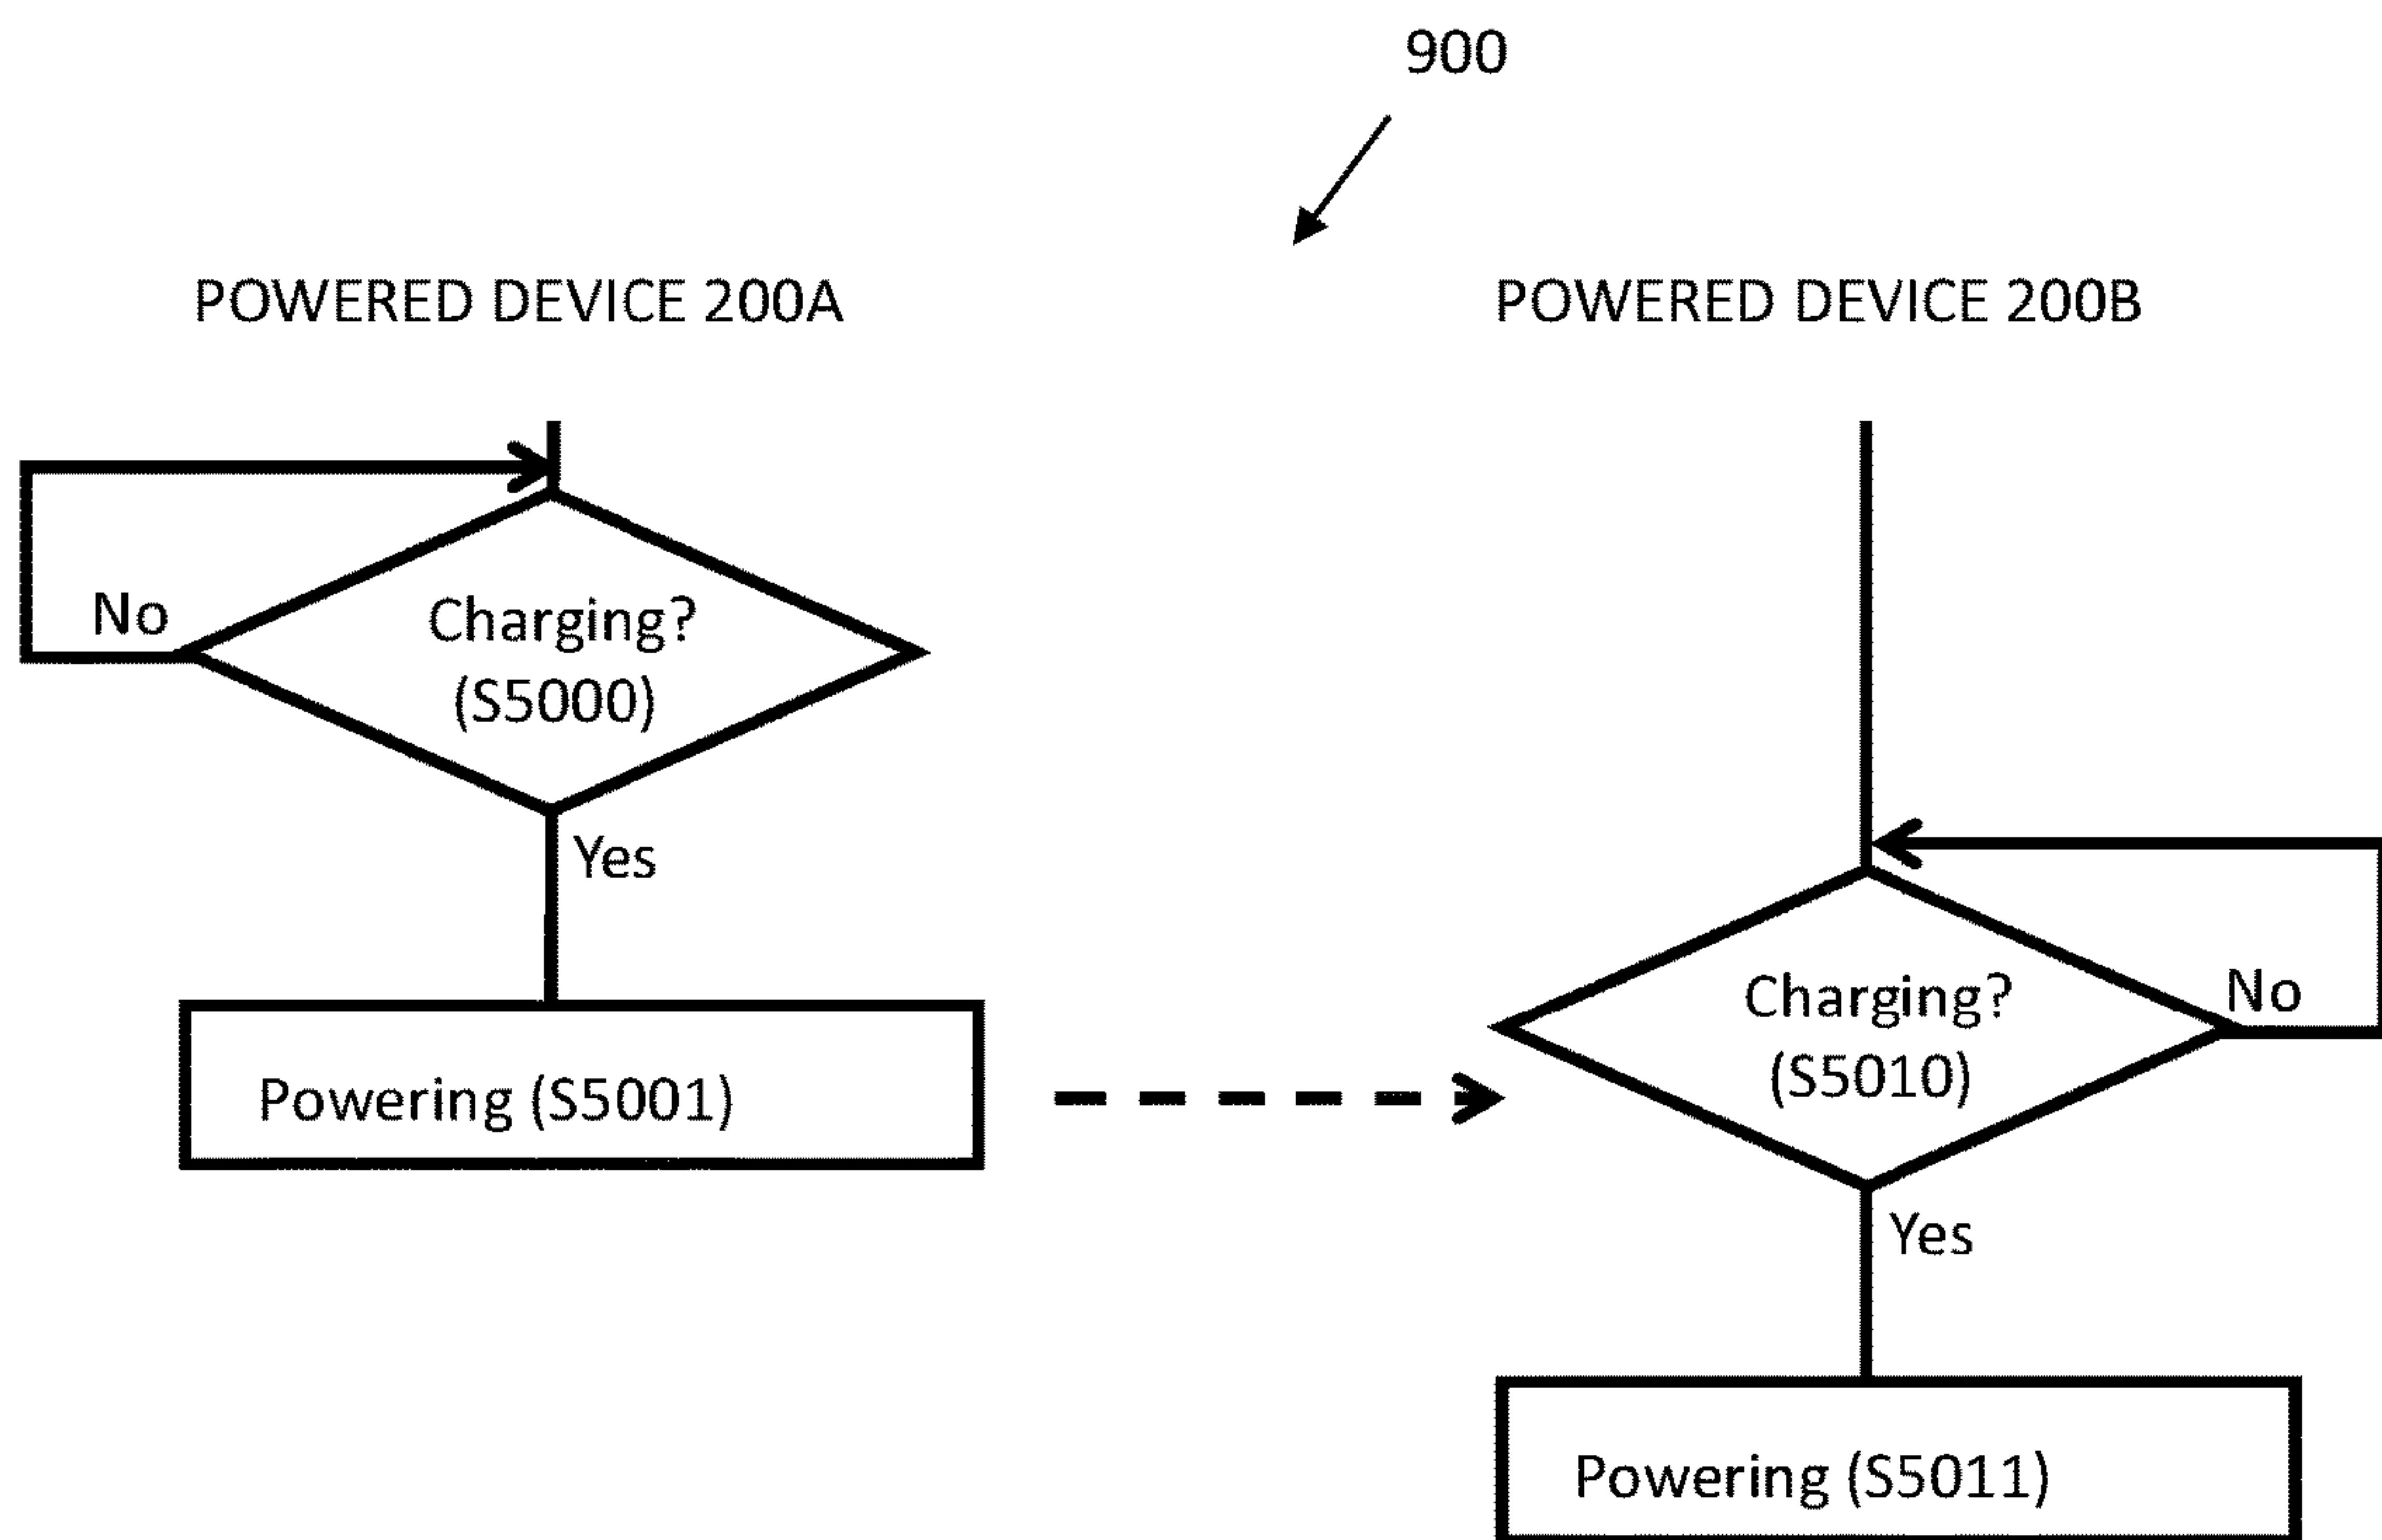 900
POWERED DEVICE 200A
POWERED DEVICE 200B
No
Charging?
(S5000)
Yes
Powering (S5001)
Charging?
(S5010)
No
Yes
Powering (S5011)